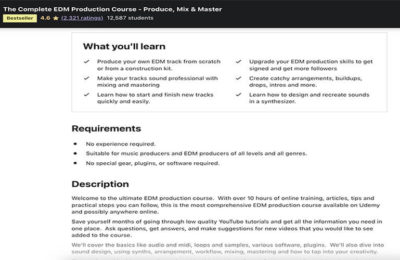 The Complete EDM Production Course - Produce, Mix & Master
Bestseller 4.6 ★ (2,321 ratings) 12,587 students
What you'll learn
✓ Produce your own EDM track from scratch
or from a construction kit.
✓ Make your tracks sound professional with
mixing and mastering
✓ Learn how to start and finish new tracks
quickly and easily.
✓ Upgrade your EDM production skills to get
signed and get more followers
✓ Create catchy arrangements, buildups,
drops, intres and more.
✓ Learn how to design and recreate sounds
in a synthesizer.
Requirements
• No experience required.
• Suitable for music producers and EDM producers of all levels and all genres.
• No special gear, plugins, or software required.
Description
Welcome to the ultimate EDM production course. With over 10 hours of online training, articles, tips and
practical steps you can follow, this is the most comprehensive EDM production course available on Udemy
and possibly anywhere online.
Save yourself months of going through low quality YouTube tutorials and get all the information you need in
one place. Ask questions, get answers, and make suggestions for new videos that you would like to see
added to the course.
We'll cover the basics like audio and midi, loops and samples, various software, plugins. We'll also dive into
sound design, using synths, arrangement, workflow, mixing, mastering and how to tap into your creativity.